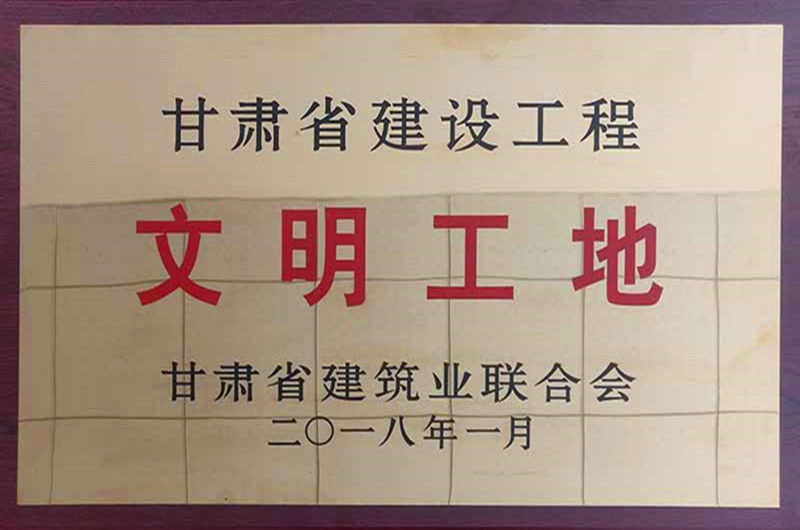 甘肃省建设工程
文明工地
甘肃省建筑业联合会
二〇一八年一月